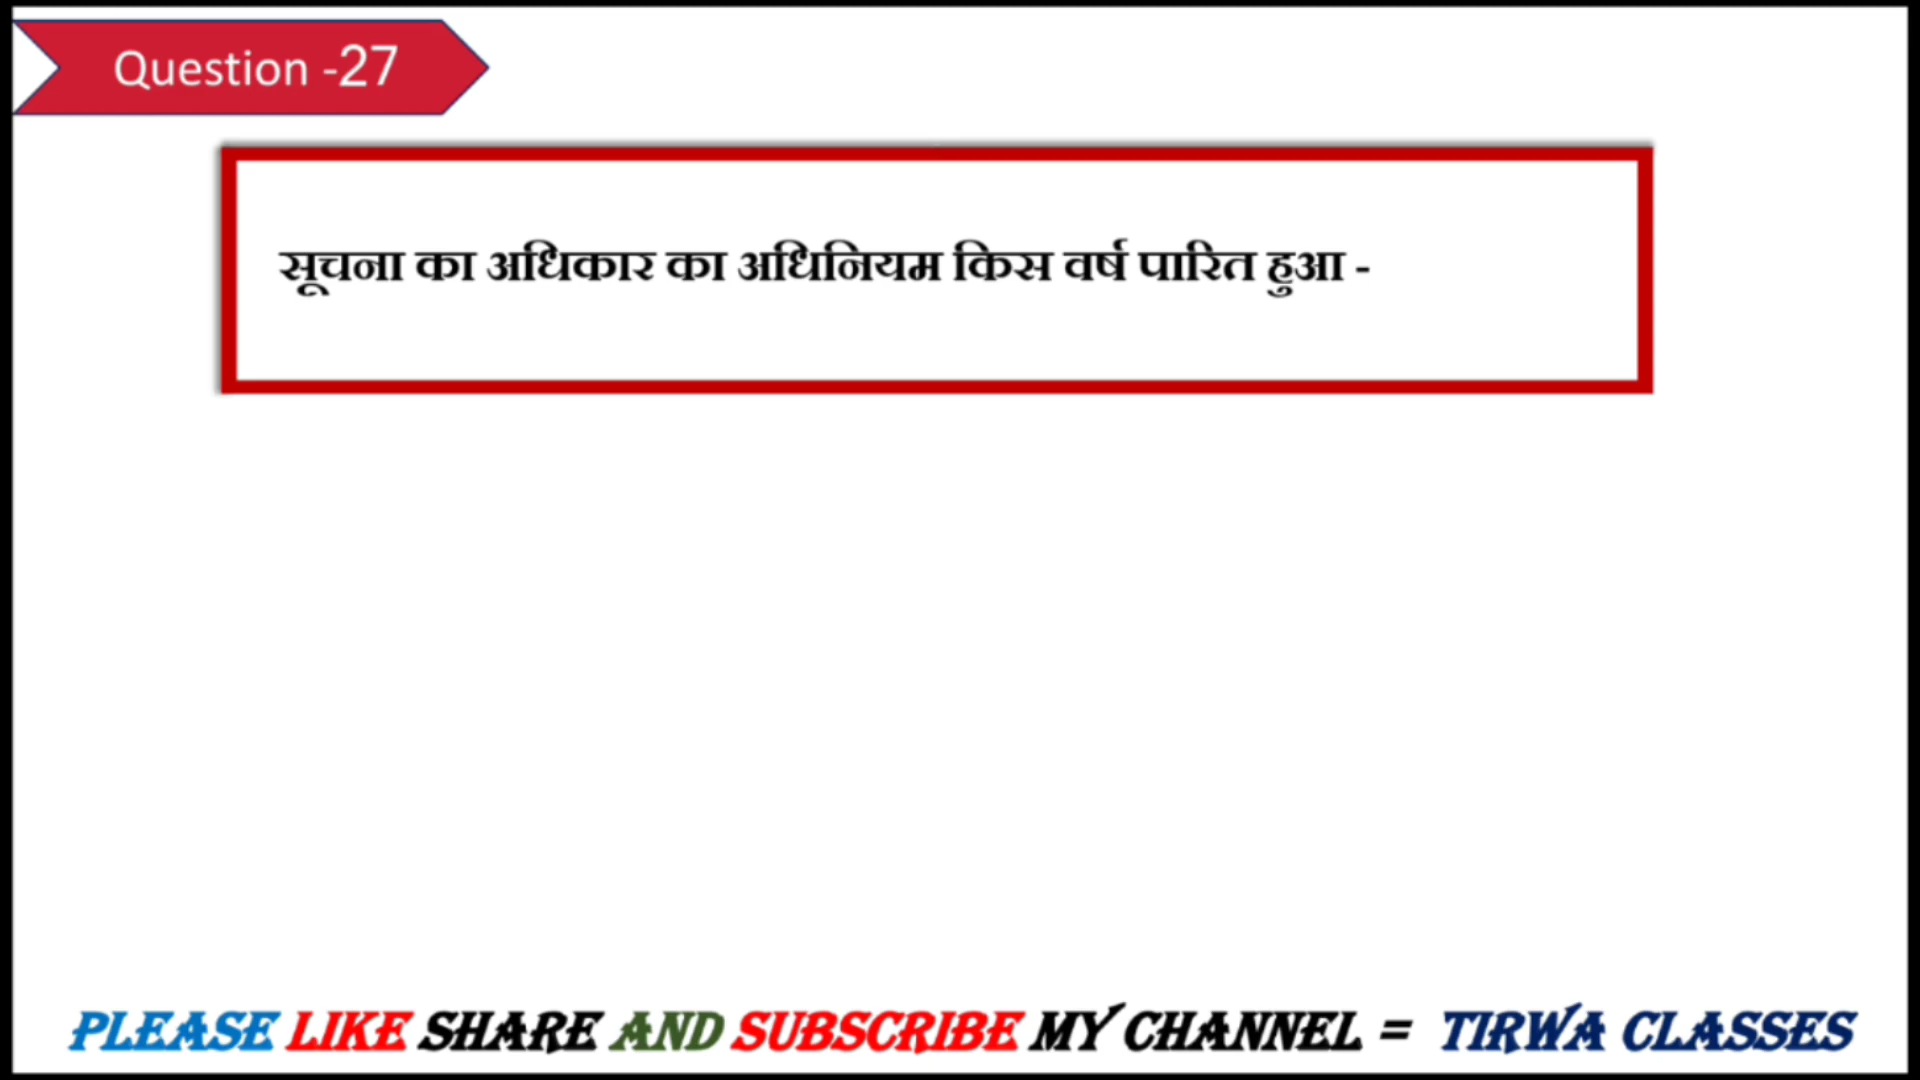 Question -27
सूचना का अधिकार का अधिनियम किस वर्ष पारित हुआ -
PLEASE LIKE SHARE AND SUBSCRIBE MY CHANNEL = TIRWA CLASSES